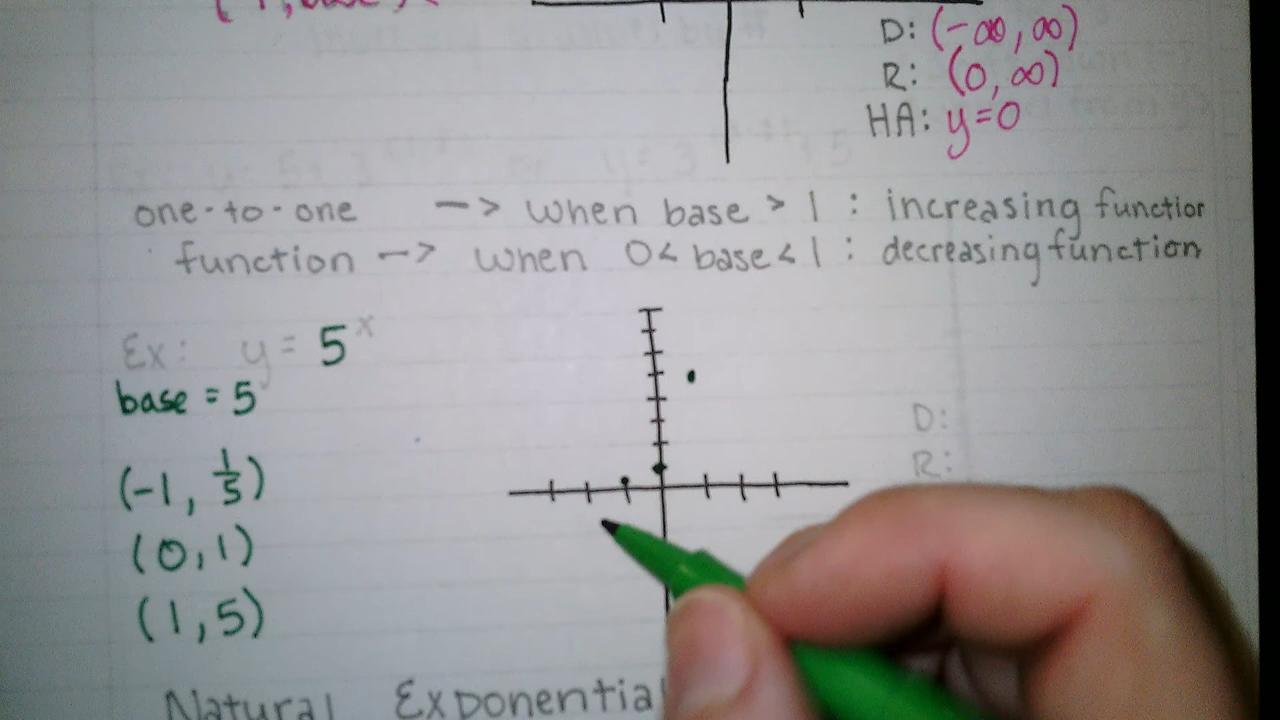 D: (-∞, ∞)
R: (0, ∞)
HA: y=0
one-to-one -> when base > 1 : increasing function
function -> when 0 < base < 1 : decreasing function
Ex: y = 5^x
base = 5
(-1, 1/5)
(0, 1)
(1, 5)
D:
R:
Natural Exponential